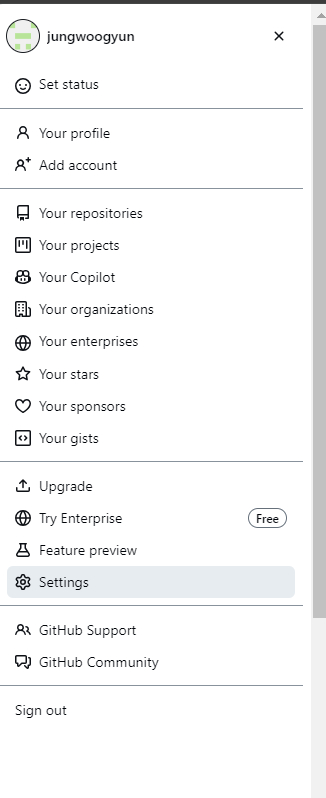 jungwoogyun
Set status
Your profile
Add account
Your repositories
Your projects
Your Copilot
Your organizations
Your enterprises
Your stars
Your sponsors
Your gists
Upgrade
Try Enterprise Free
Feature preview
Settings
GitHub Support
GitHub Community
Sign out